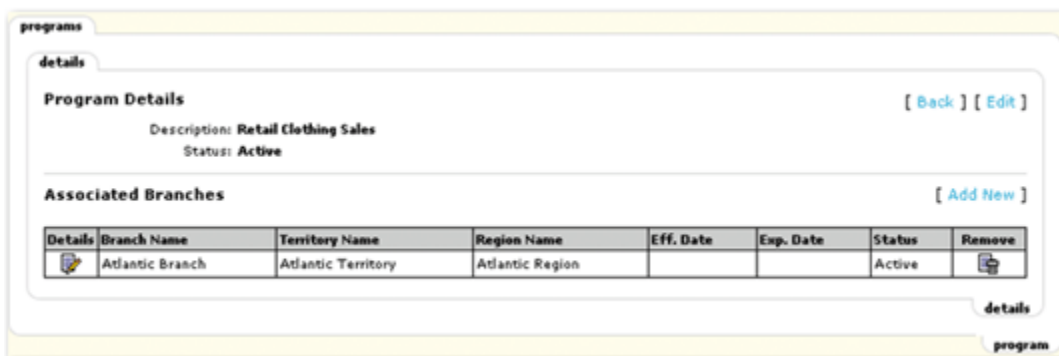 programs
details
Program Details [ Back ] [ Edit ]
Description: Retail Clothing Sales
Status: Active
Associated Branches [ Add New ]
Details Branch Name Territory Name Region Name Eff. Date Exp. Date Status Remove
Atlantic Branch Atlantic Territory Atlantic Region Active
details
program